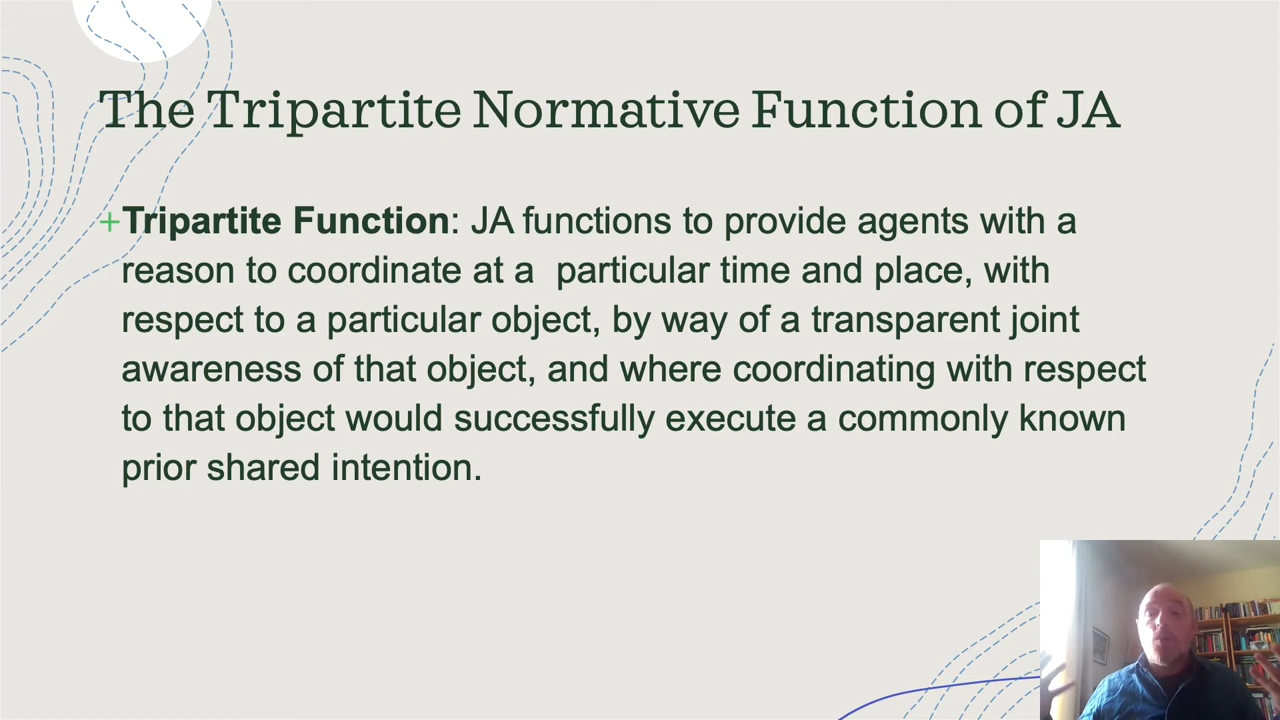 The Tripartite Normative Function of JA
+Tripartite Function: JA functions to provide agents with a
reason to coordinate at a  particular time and place, with
respect to a particular object, by way of a transparent joint
awareness of that object, and where coordinating with respect
to that object would successfully execute a commonly known
prior shared intention.